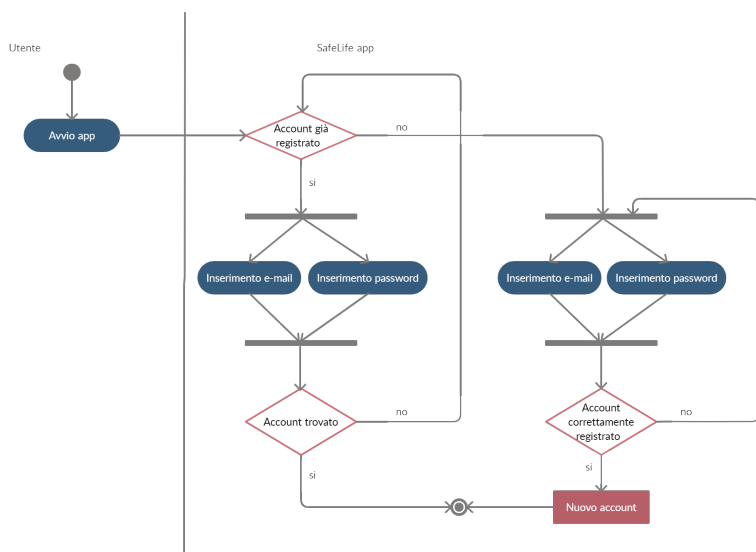 Utente
SafeLife app
Avvio app
Account già
registrato
no
si
Inserimento e-mail
Inserimento password
Inserimento e-mail
Inserimento password
Account trovato
no
Account
correttamente
registrato
no
si
si
Nuovo account